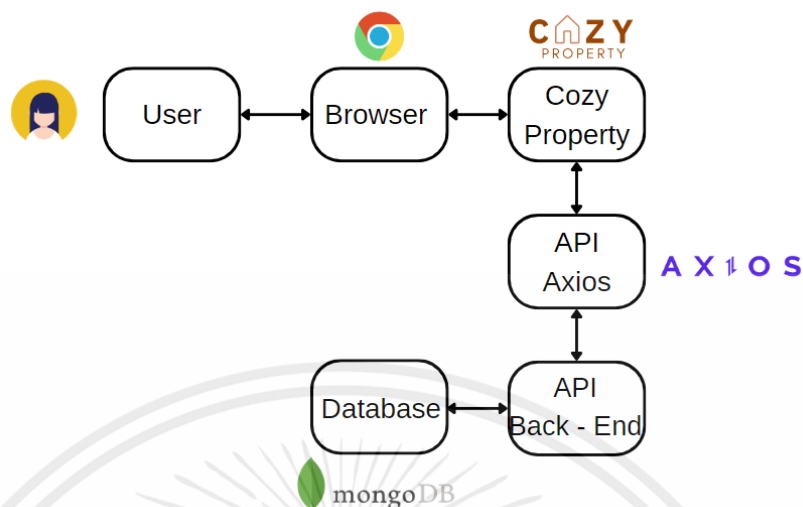 COZY
PROPERTY
User
Browser
Cozy
Property
API
Axios
AXIOS
API
Back - End
Database
mongoDB